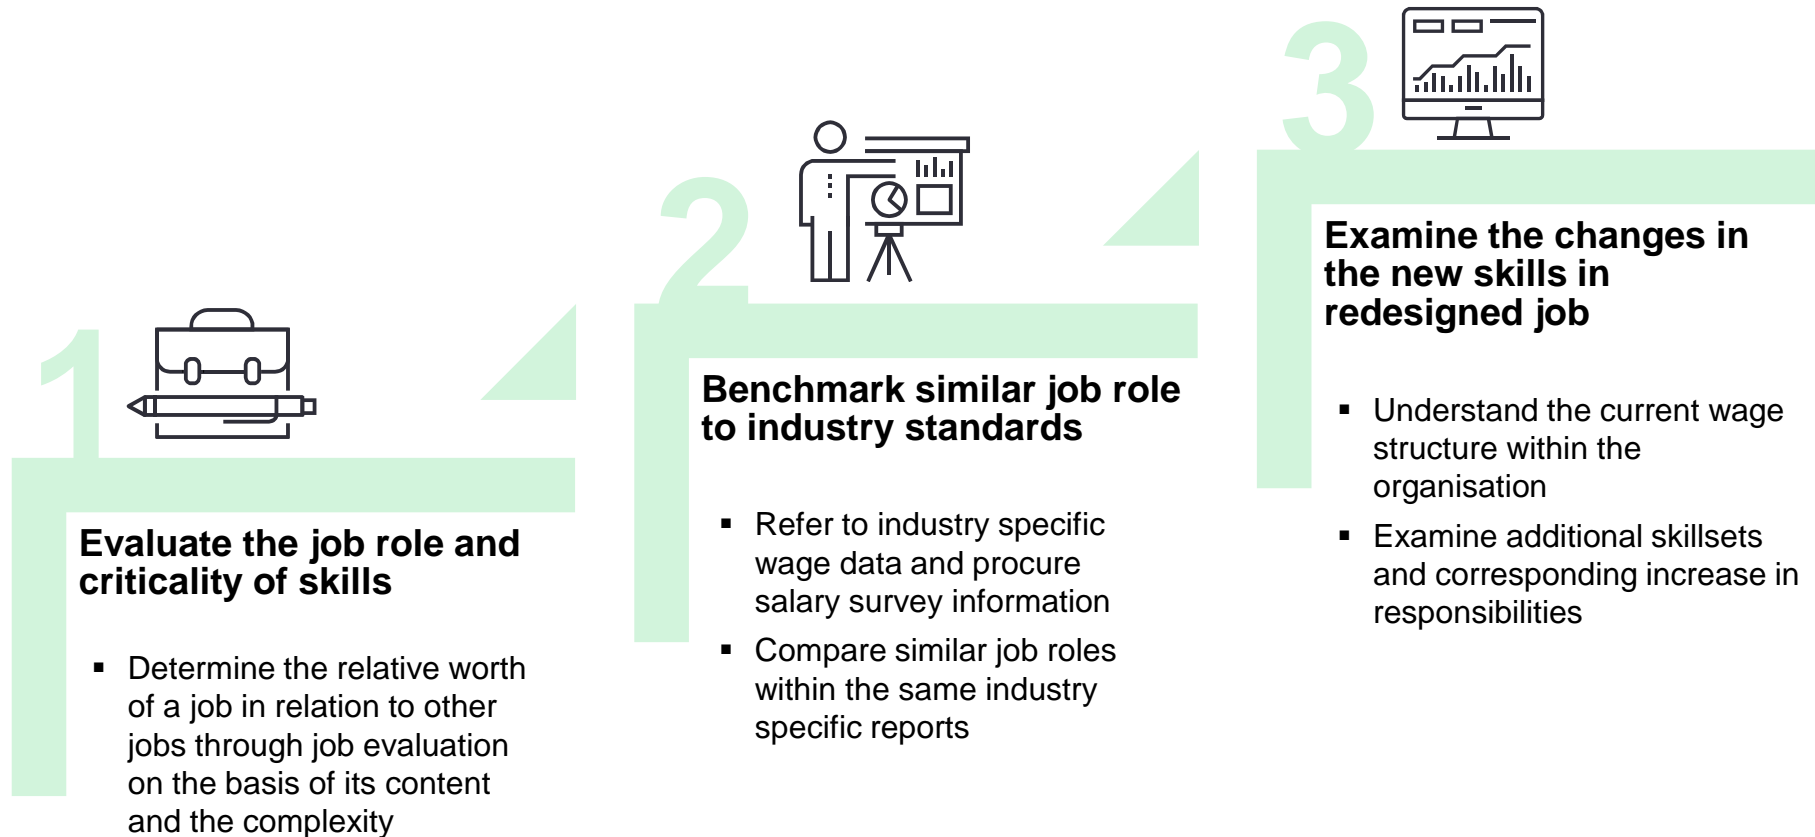 1
Evaluate the job role and
criticality of skills
▪ Determine the relative worth
of a job in relation to other
jobs through job evaluation
on the basis of its content
and the complexity
2
Benchmark similar job role
to industry standards
▪ Refer to industry specific
wage data and procure
salary survey information
▪ Compare similar job roles
within the same industry
specific reports
3
Examine the changes in
the new skills in
redesigned job
▪ Understand the current wage
structure within the
organisation
▪ Examine additional skillsets
and corresponding increase in
responsibilities